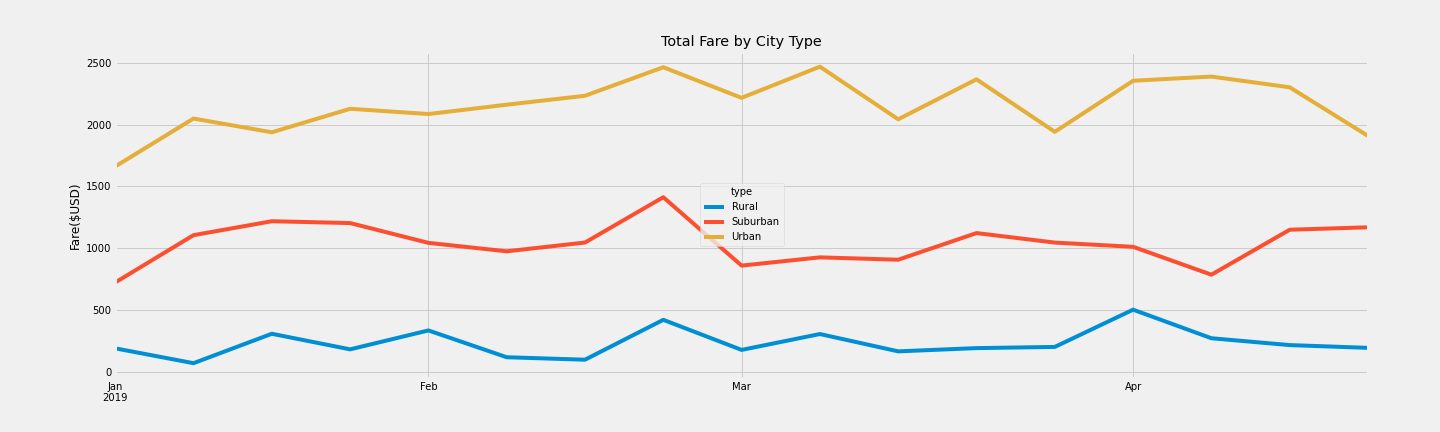 Total Fare by City Type
Fare($USD)
2500
2000
1500
1000
500
0
type
Rural
Suburban
Urban
Jan
2019
Feb
Mar
Apr